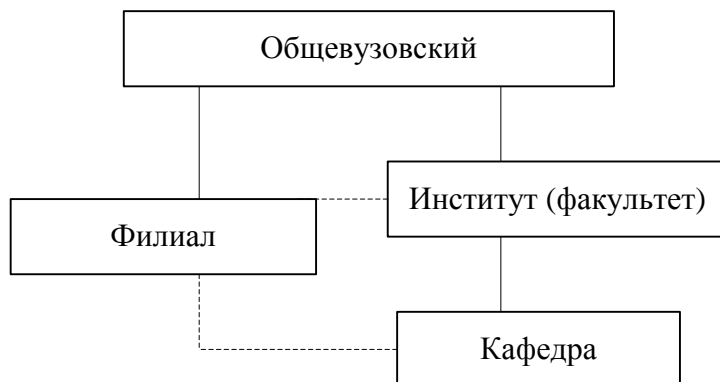 Общевузовский
Институт (факультет)
Филиал
Кафедра